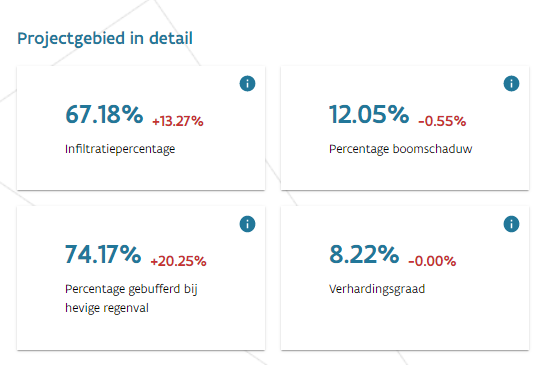 Projectgebied in detail
67.18% +13.27%
Infiltratiepercentage
12.05% -0.55%
Percentage boomschaduw
74.17% +20.25%
Percentage gebufferd bij
hevige regenval
8.22% -0.00%
Verhardingsgraad